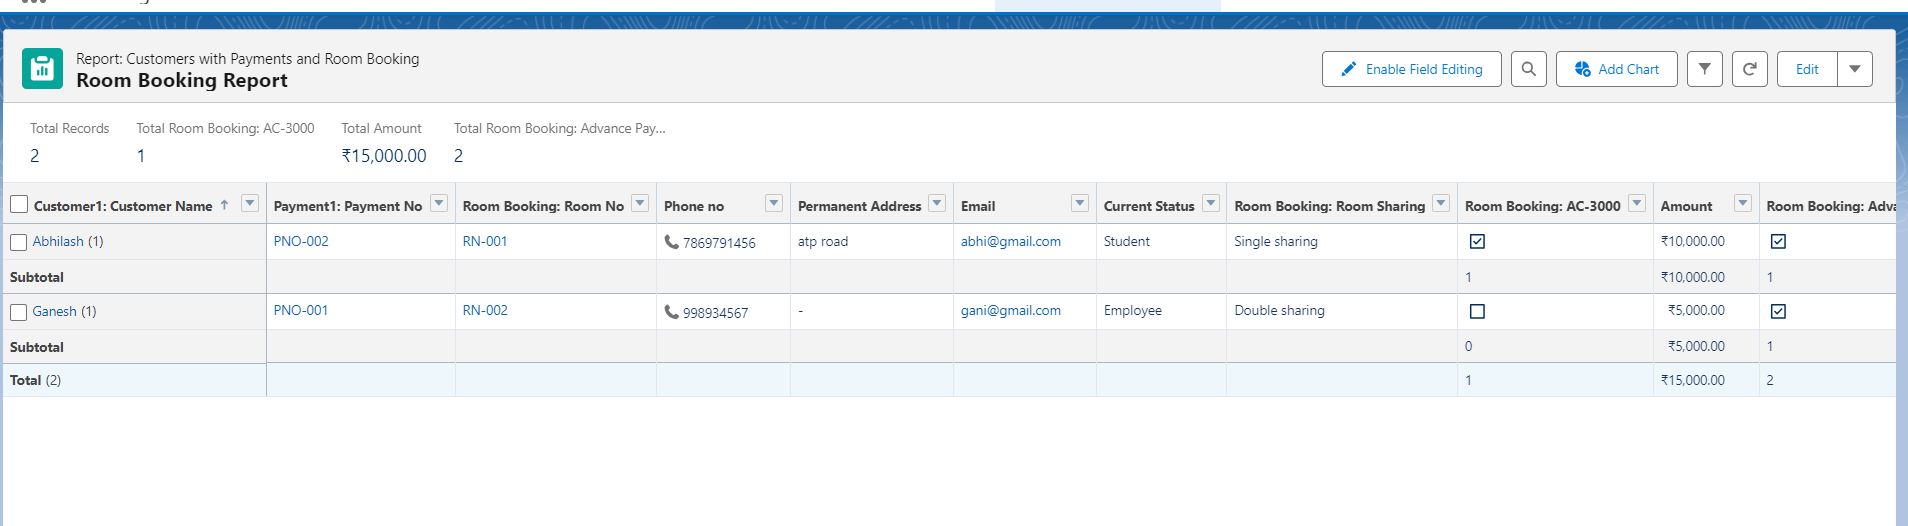 Report: Customers with Payments and Room Booking
Room Booking Report
Enable Field Editing
Add Chart
Edit
Total Records Total Room Booking: AC-3000 Total Amount Total Room Booking: Advance Pay...
2 1 ₹15,000.00 2
Customer1: Customer Name ↑ Payment1: Payment No Room Booking: Room No Phone no Permanent Address Email Current Status Room Booking: Room Sharing Room Booking: AC-3000 Amount Room Booking: Adva
Abhilash (1) PNO-002 RN-001 7869791456 atp road abhi@gmail.com Student Single sharing ₹10,000.00
Subtotal 1 ₹10,000.00 1
Ganesh (1) PNO-001 RN-002 998934567 - gani@gmail.com Employee Double sharing ₹5,000.00
Subtotal 0 ₹5,000.00 1
Total (2) 1 ₹15,000.00 2